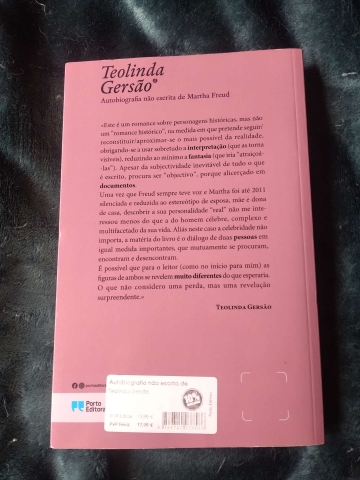 Teolinda
Gersão
Autobiografia não escrita de Martha Freud
«Este é um romance sobre personagens históricas, mas não
um "romance histórico", na medida em que pretende seguir/
reconstituir/aproximar-se o mais possível da realidade,
obrigando-se a usar sobretudo a interpretação (que as torna
visíveis), reduzindo ao mínimo a fantasia (que iria "atraiçoá-
-las"). Apesar da subjectividade inevitável de tudo o que
é escrito, procura ser "objectivo", porque alicerçado em
documentos.
Uma vez que Freud sempre teve voz e Martha foi até 2011
silenciada e reduzida ao estereótipo de esposa, mãe e dona
de casa, descobrir a sua personalidade "real" não me inte-
ressou menos do que a do homem célebre, complexo e
multifacetado da sua vida. Aliás neste caso a celebridade não
importa, a matéria do livro é o diálogo de duas pessoas em
igual medida importantes, que mutuamente se procuram,
encontram e desencontram.
É possível que para o leitor (como no início para mim) as
figuras de ambos se revelem muito diferentes do que esperaria.
O que não considero uma perda, mas uma revelação
surpreendente.»
Teolinda Gersão
Porto
Editora
Autobiografia não escrita de
10%